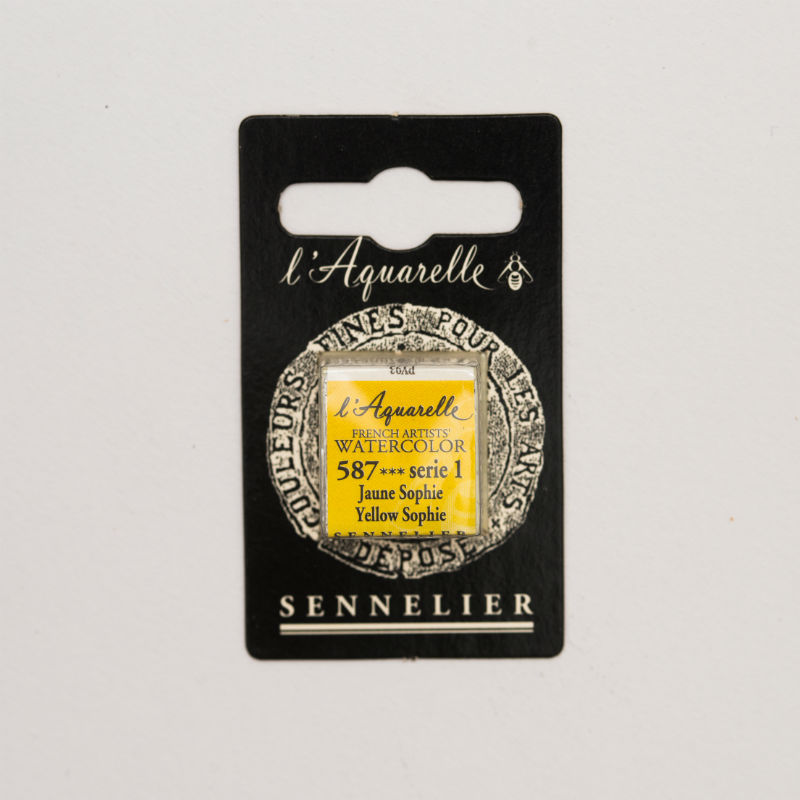 l'Aquarelle
COULEURS FINES POUR LES ARTS
PY93
l'Aquarelle
FRENCH ARTISTS'
WATERCOLOR
587*** serie 1
Jaune Sophie
Yellow Sophie
SENNELIER
DÉPOSÉ
SENNELIER